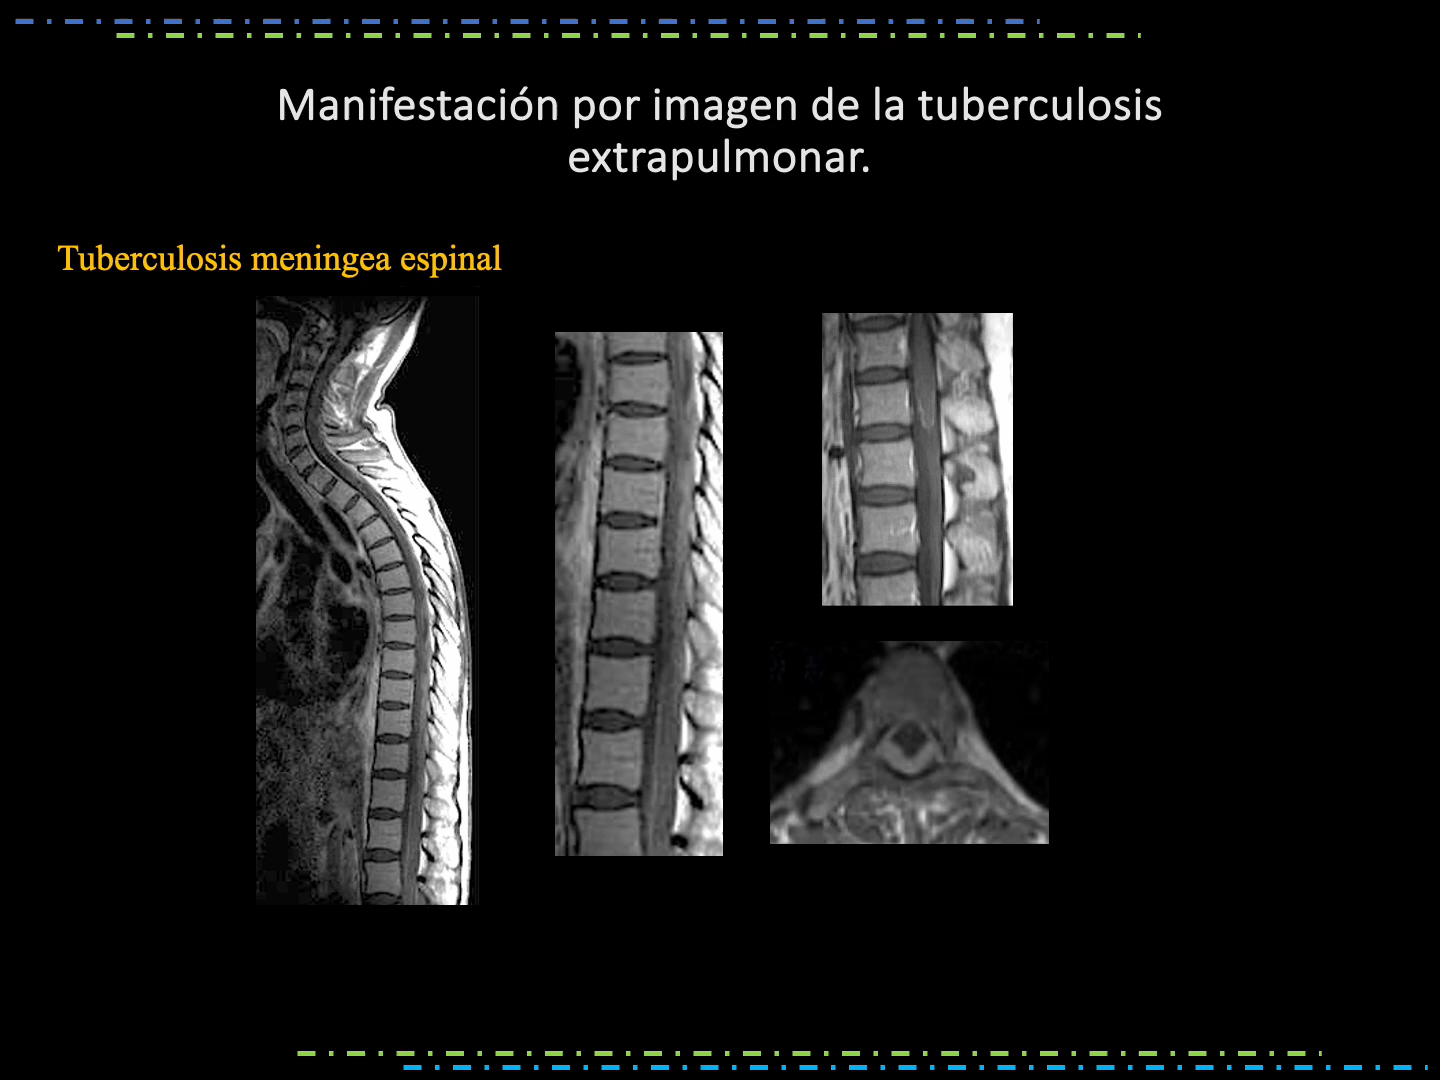 Manifestación por imagen de la tuberculosis
extrapulmonar.
Tuberculosis meningea espinal